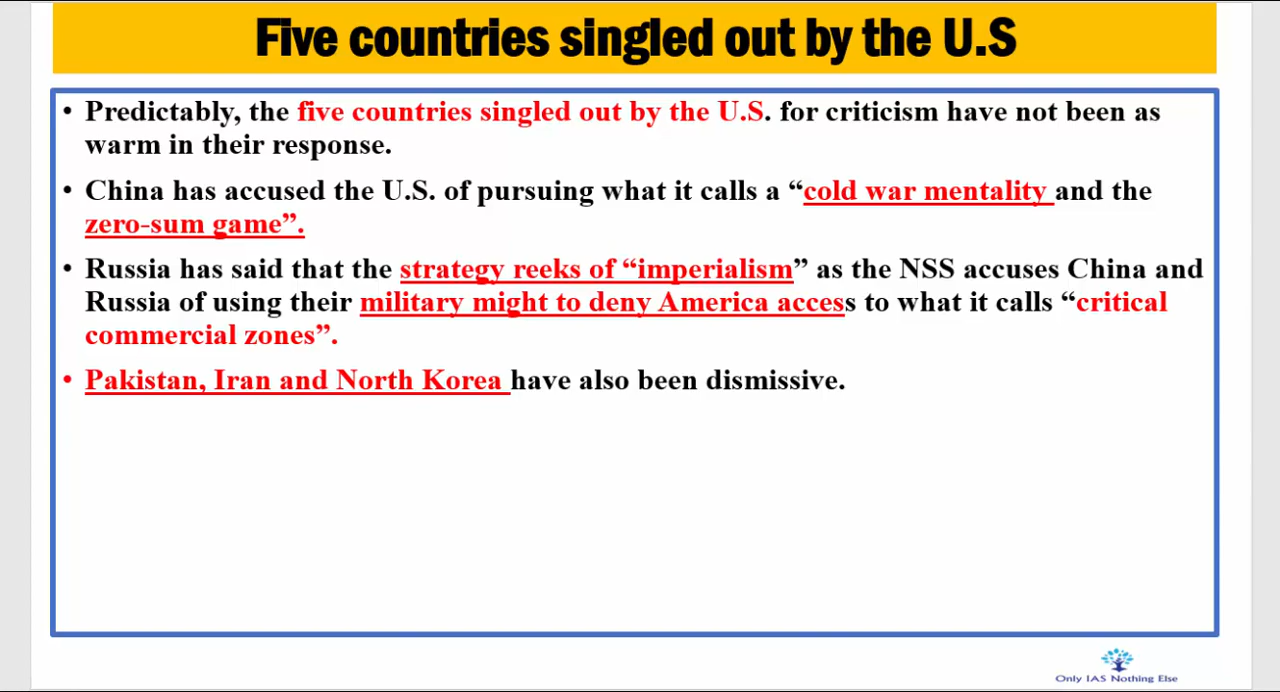 Five countries singled out by the U.S
• Predictably, the five countries singled out by the U.S. for criticism have not been as
warm in their response.
• China has accused the U.S. of pursuing what it calls a “cold war mentality and the
zero-sum game”.
• Russia has said that the strategy reeks of “imperialism” as the NSS accuses China and
Russia of using their military might to deny America access to what it calls “critical
commercial zones”.
• Pakistan, Iran and North Korea have also been dismissive.
Only IAS Nothing Else